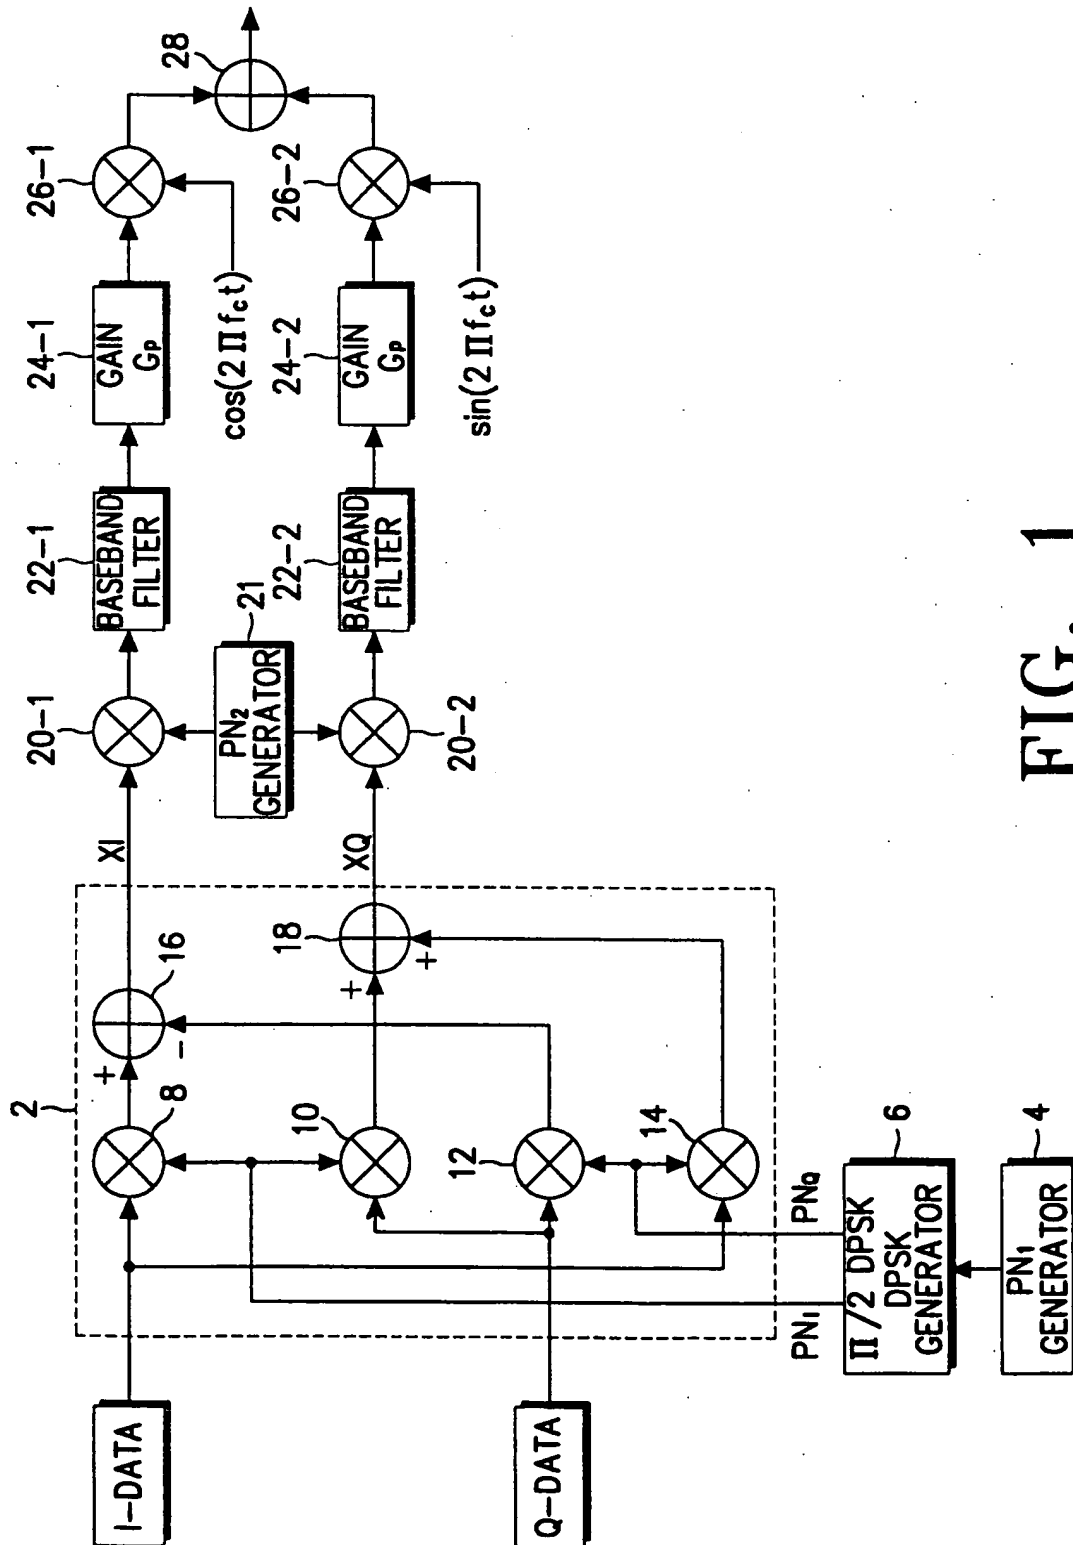 I-DATA
Q-DATA
2
8
10
12
14
16
18
+
-
+
+
XI
XQ
PNI
PNQ
Π/2 DPSK
DPSK
GENERATOR
6
PN1
GENERATOR
4
20-1
20-2
PN2
GENERATOR
21
22-1
BASEBAND
FILTER
22-2
BASEBAND
FILTER
24-1
GAIN
GP
24-2
GAIN
GP
cos(2Πfct)
sin(2Πfct)
26-1
26-2
28
FIG. 1